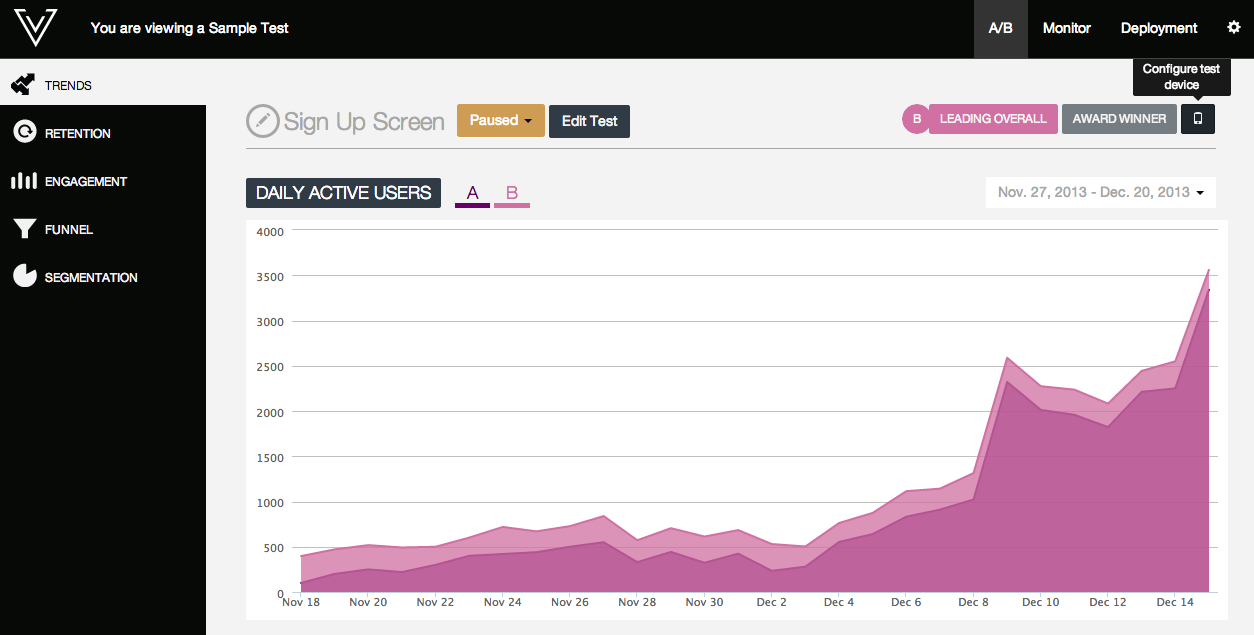 You are viewing a Sample Test
A/B
Monitor
Deployment
Configure test
device
TRENDS
RETENTION
ENGAGEMENT
FUNNEL
SEGMENTATION
Sign Up Screen
Paused
Edit Test
B
LEADING OVERALL
AWARD WINNER
DAILY ACTIVE USERS
A
B
Nov. 27, 2013 - Dec. 20, 2013
4000
3500
3000
2500
2000
1500
1000
500
0
Nov 18
Nov 20
Nov 22
Nov 24
Nov 26
Nov 28
Nov 30
Dec 2
Dec 4
Dec 6
Dec 8
Dec 10
Dec 12
Dec 14